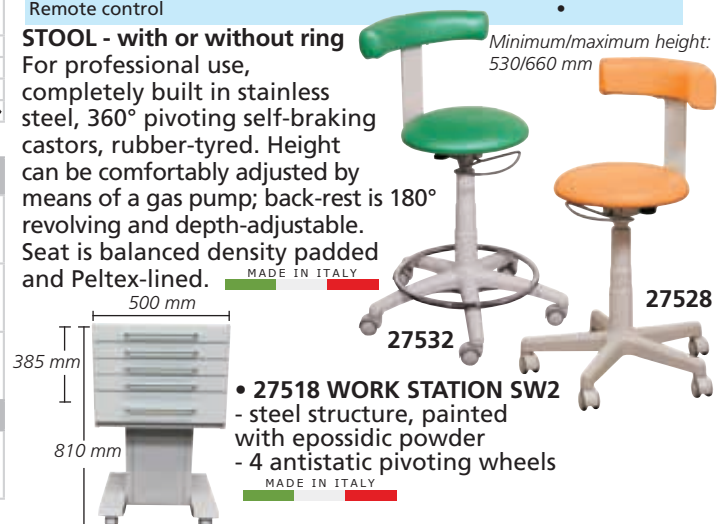 Remote control •
STOOL - with or without ring
For professional use,
completely built in stainless
steel, 360° pivoting self-braking
castors, rubber-tyred. Height
can be comfortably adjusted by
means of a gas pump; back-rest is 180°
revolving and depth-adjustable.
Seat is balanced density padded
and Peltex-lined.
MADE IN ITALY
Minimum/maximum height:
530/660 mm
27532
27528
500 mm
385 mm
810 mm
• 27518 WORK STATION SW2
- steel structure, painted
with epossidic powder
- 4 antistatic pivoting wheels
MADE IN ITALY